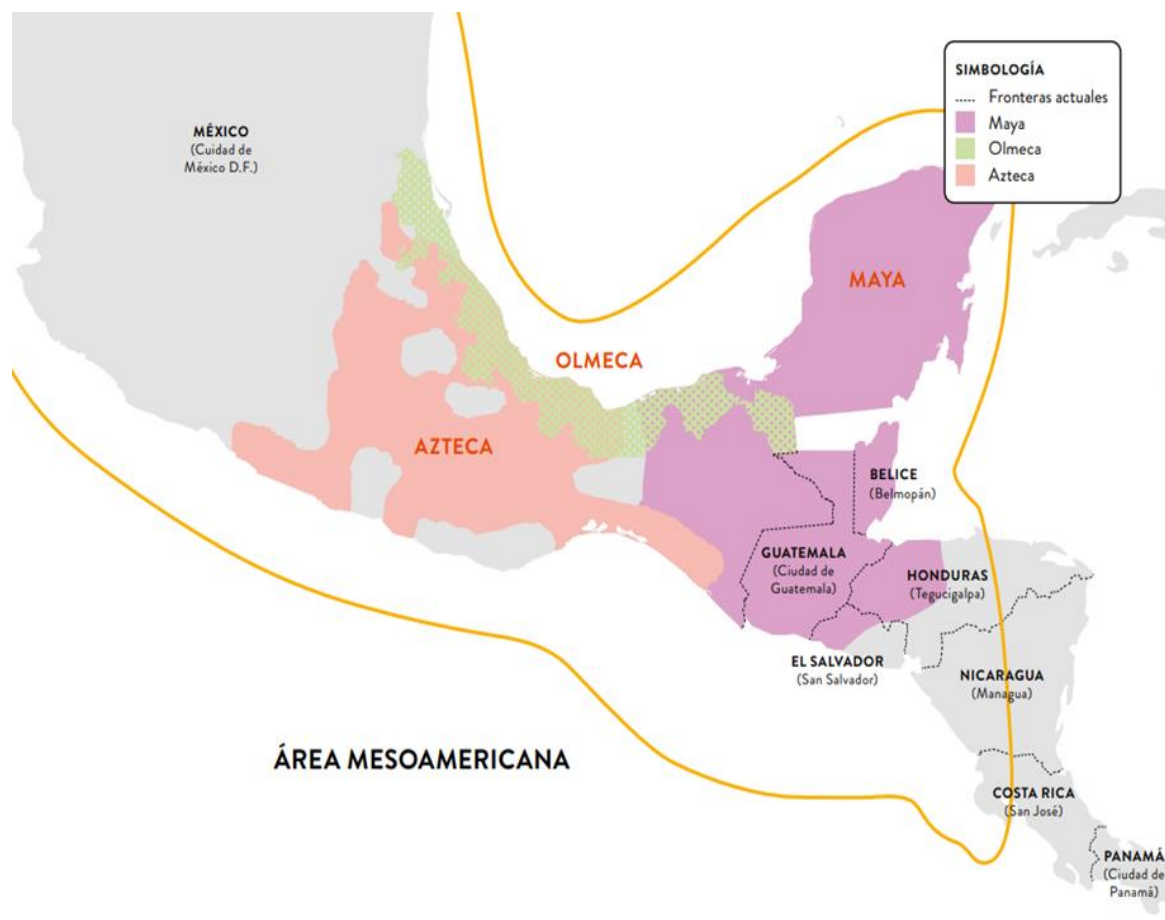 SIMBOLOGÍA
Fronteras actuales
Maya
Olmeca
Azteca
MÉXICO
(Cuidad de
México D.F.)
MAYA
OLMECA
AZTECA
BELICE
(Belmopán)
GUATEMALA
(Ciudad de
Guatemala)
HONDURAS
(Tegucigalpa)
EL SALVADOR
(San Salvador)
NICARAGUA
(Managua)
ÁREA MESOAMERICANA
COSTA RICA
(San José)
PANAMÁ
(Ciudad de
Panamá)